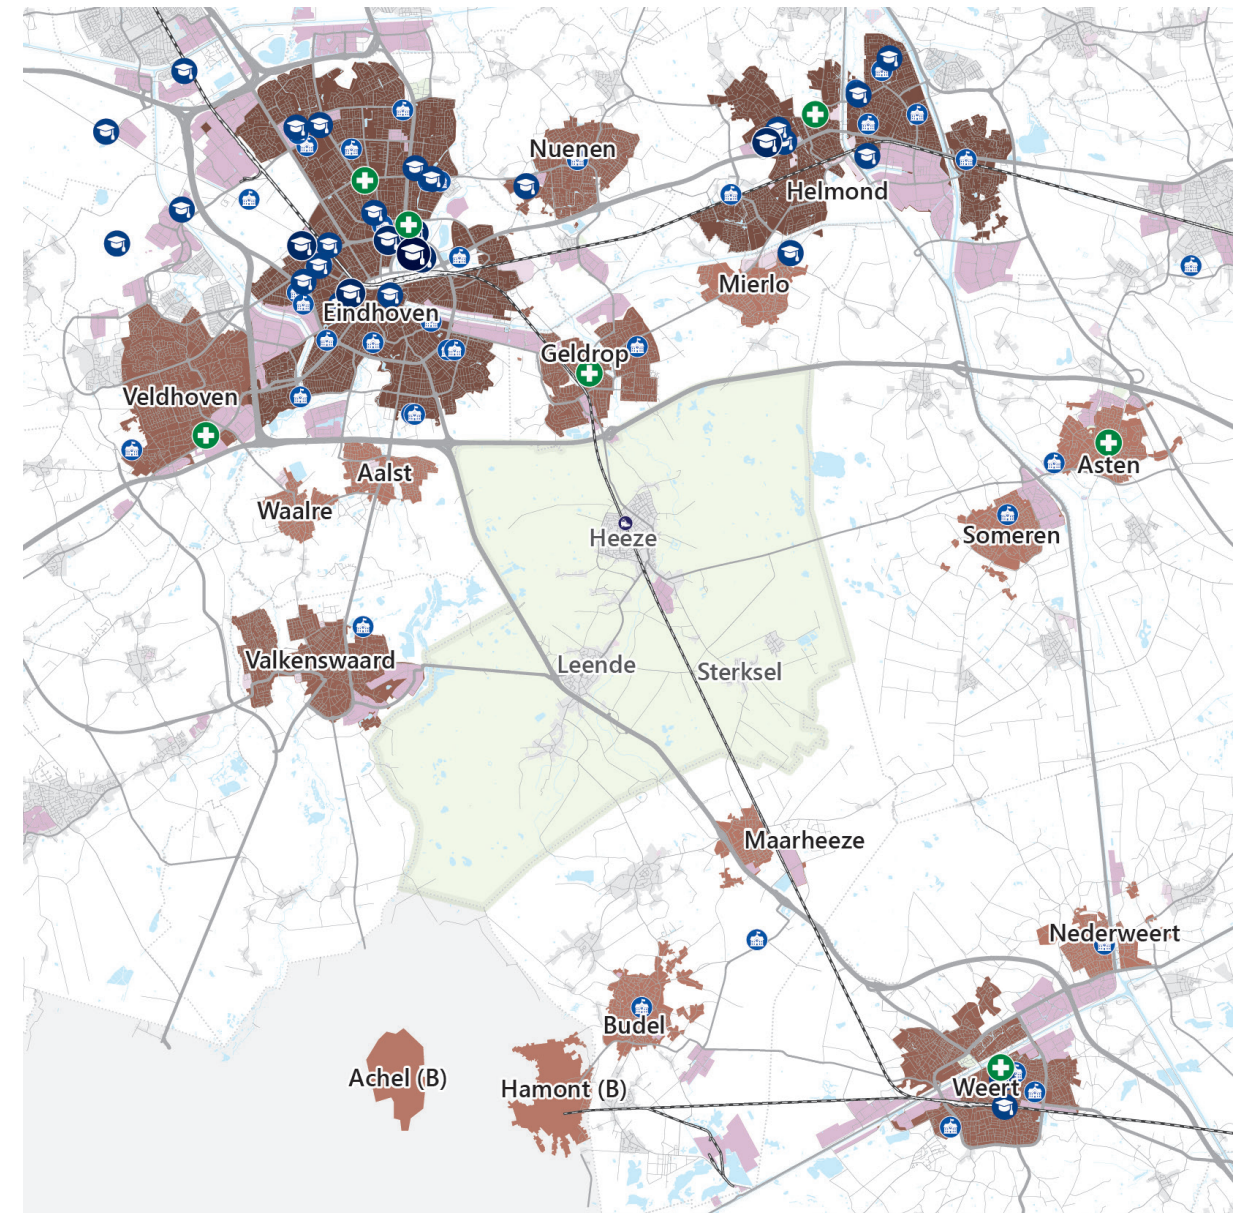 Nuenen
Helmond
Mierlo
Eindhoven
Geldrop
Veldhoven
Aalst
Asten
Waalre
Someren
Heeze
Valkenswaard
Leende
Sterksel
Maarheeze
Nederweert
Budel
Achel (B)
Hamont (B)
Weert